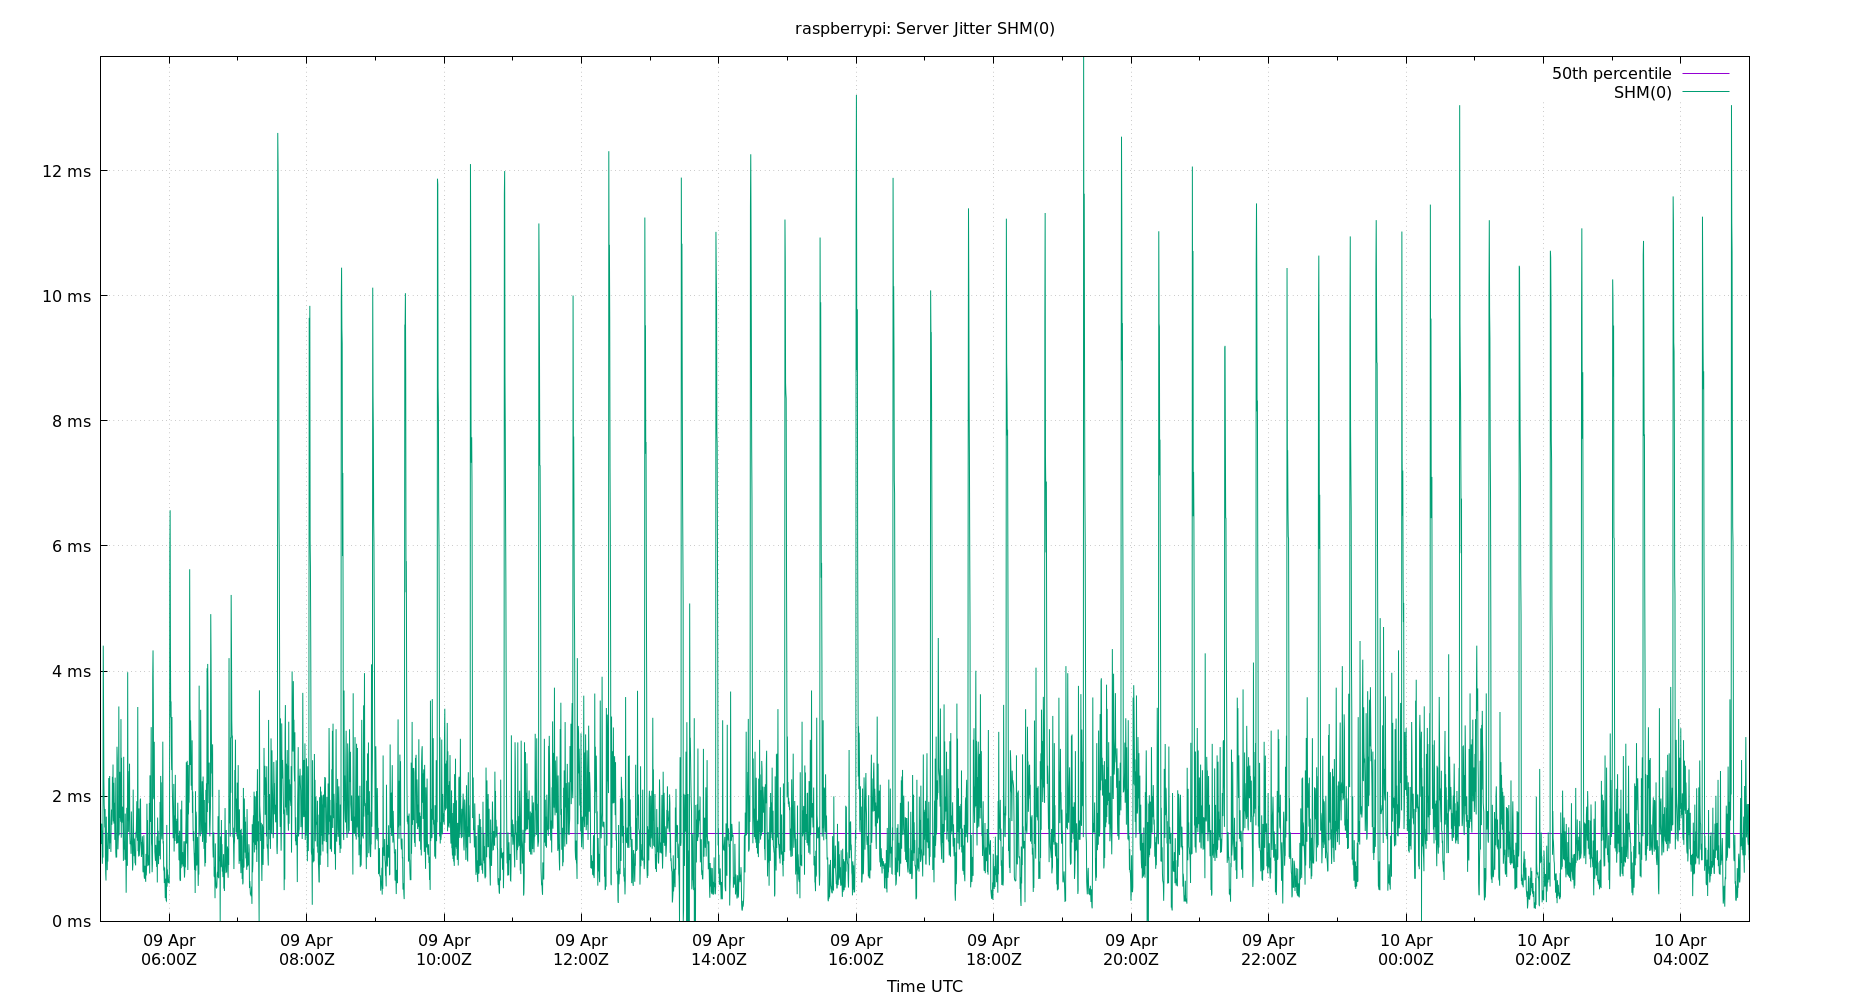 raspberrypi: Server Jitter SHM(0)
50th percentile
SHM(0)
12 ms
10 ms
8 ms
6 ms
4 ms
2 ms
0 ms
09 Apr 09 Apr 09 Apr 09 Apr 09 Apr 09 Apr 09 Apr 09 Apr 09 Apr 10 Apr 10 Apr 10 Apr
06:00Z 08:00Z 10:00Z 12:00Z 14:00Z 16:00Z 18:00Z 20:00Z 22:00Z 00:00Z 02:00Z 04:00Z
Time UTC